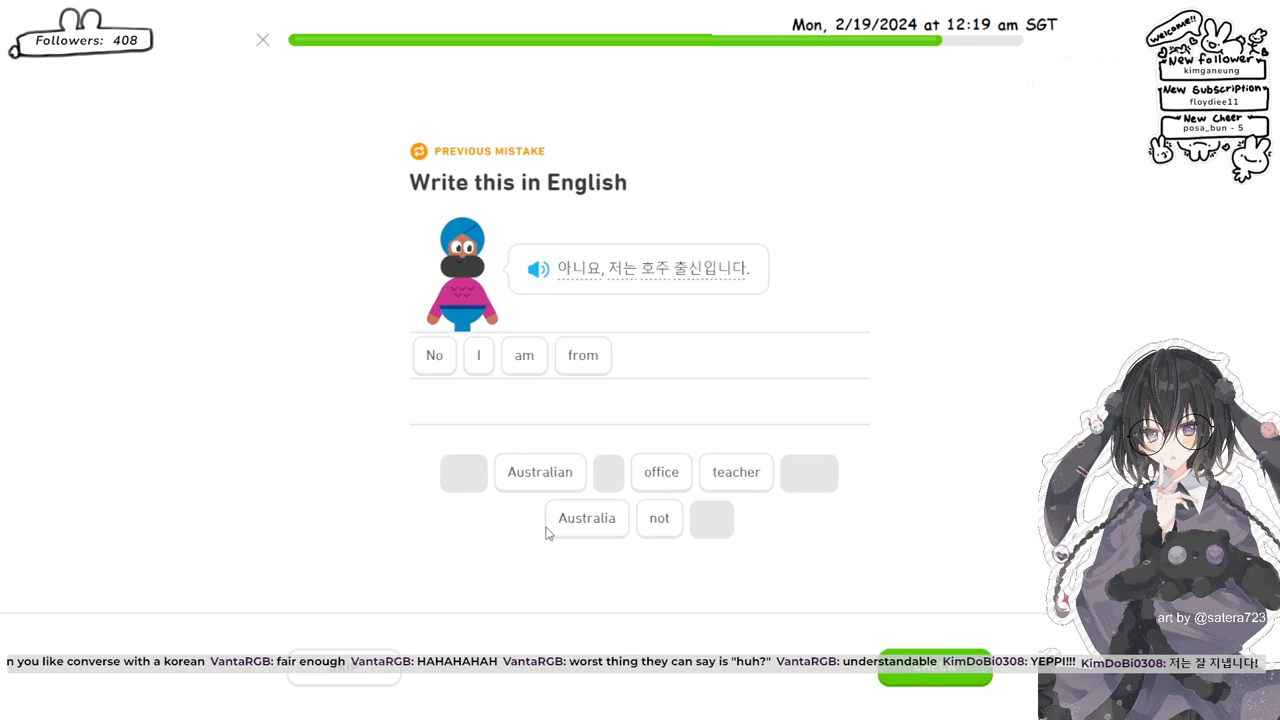 Followers: 408
Mon, 2/19/2024 at 12:19 am SGT
welcome!!
New follower
kimganeung
New Subscription
floydiee11
New Cheer
posa_bun - 5
PREVIOUS MISTAKE
Write this in English
아니요, 저는 호주 출신입니다.
No I am from
Australian office teacher
Australia not
art by @satera723
n you like converse with a korean VantaRGB: fair enough VantaRGB: HAHAHAHAH VantaRGB: worst thing they can say is "huh?" VantaRGB: understandable KimDoBi0308: YEPP!!!! KimDoBi0308: 저는 잘 지냅니다!